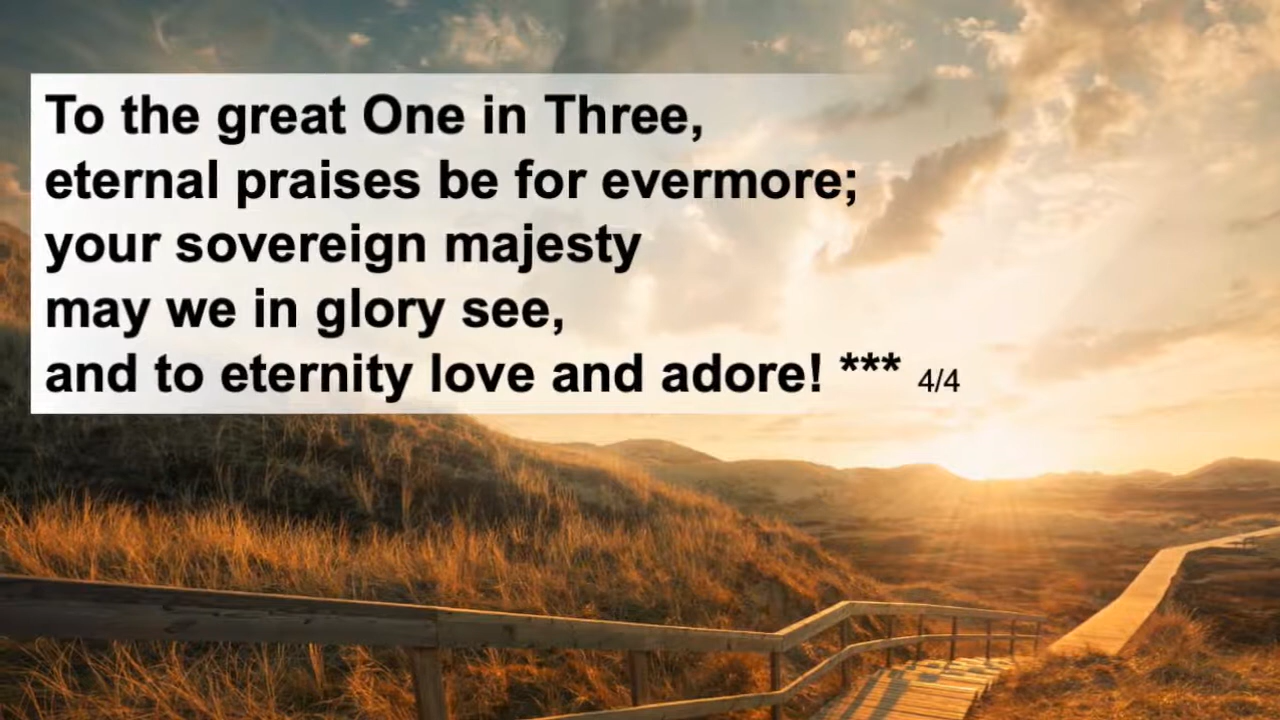 To the great One in Three,
eternal praises be for evermore;
your sovereign majesty
may we in glory see,
and to eternity love and adore! *** 4/4